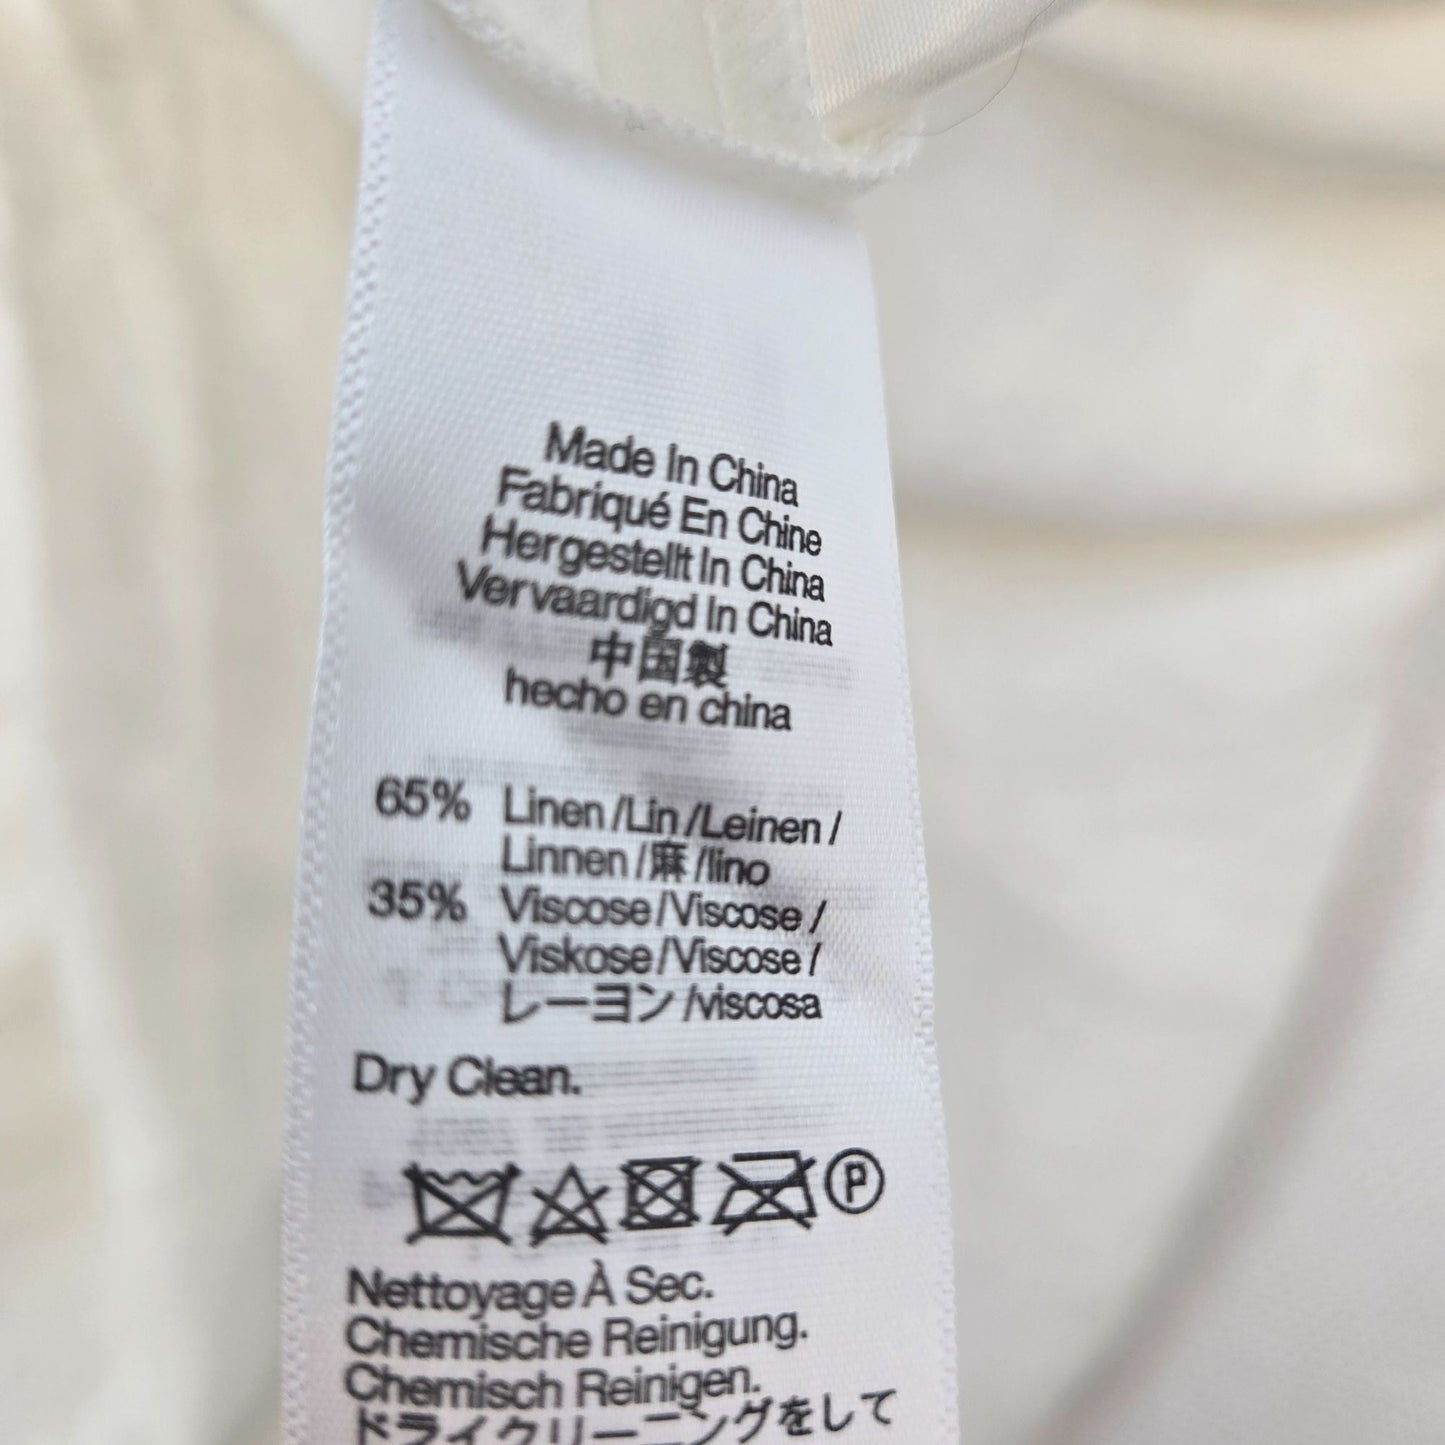 Made In China
Fabriqué En Chine
Hergestellt In China
Vervaardigd In China
中国製
hecho en china
65% Linen/Lin/Leinen/
Linnen/麻/lino
35% Viscose/Viscose/
Viskose/Viscose/
レーヨン/viscosa
Dry Clean.
P
Nettoyage À Sec.
Chemische Reinigung.
Chemisch Reinigen.
ドライクリーニングをして